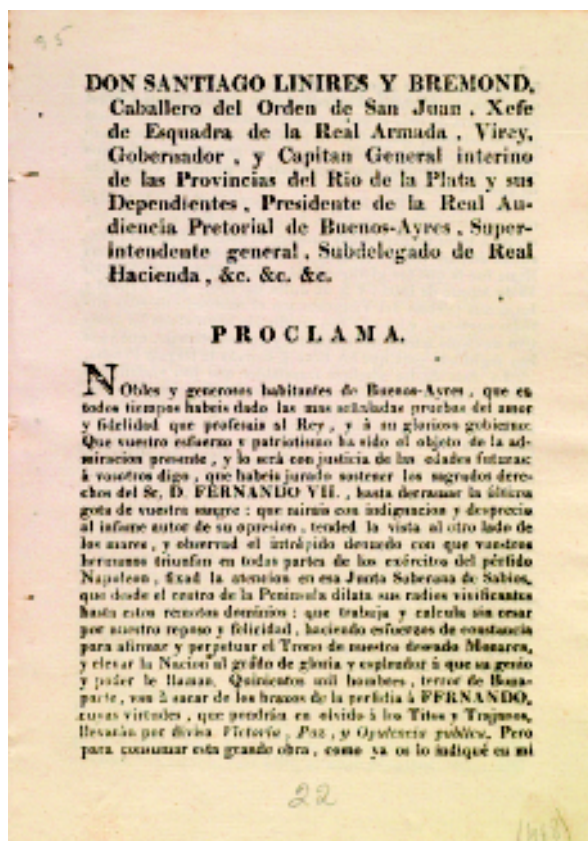 95
DON SANTIAGO LINIRES Y BREMOND,
Caballero del Orden de San Juan, Xefe
de Esquadra de la Real Armada, Virey,
Gobernador, y Capitan General interino
de las Provincias del Rio de la Plata y sus
Dependientes, Presidente de la Real Au-
diencia Pretorial de Buenos-Ayres, Super-
intendente general, Subdelegado de Real
Hacienda, &c. &c. &c.
PROCLAMA.
NObles y generosos habitantes de Buenos-Ayres, que en
todos tiempos habeis dado las mas señaladas pruebas del amor
y fidelidad que profesais al Rey, y á su glorioso gobierno:
Que vuestro esfuerzo y patriotismo ha sido el objeto de la ad-
miracion presente, y lo será con justicia de las edades futuras:
á vosotros digo, que habeis jurado sostener los sagrados dere-
chos del Sr. D. FERNANDO VII., hasta derramar la última
gota de vuestra sangre: que mirais con indignacion y desprecio
al infame autor de su opresion, tended la vista al otro lado de
los mares, y observad el intrépido denuedo con que vuestros
hermanos triunfan en todas partes de los exércitos del pérfido
Napoleon, fixad la atencion en esa Junta Soberana de Sabios,
que desde el centro de la Peninsula dilata sus radios vivificantes
hasta estos remotos dominios: que trabaja y calcula sin cesar
por nuestro reposo y felicidad, haciendo esfuerzos de constancia
para afirmar y perpetuar el Trono de nuestro deseado Monarca,
y elevar la Nacion al grado de gloria y esplendor á que su genio
y poder le llaman. Quinientos mil hombres, terror de Bona-
parte, van á sacar de los brazos de la perfidia á FERNANDO,
cuyas virtudes, que pondrán en olvido á los Titos y Trajanos,
llevarán por divisa Victoria, Paz, y Opulencia pública. Pero
para consumar esta grande obra, como ya os lo indiqué en mi
22